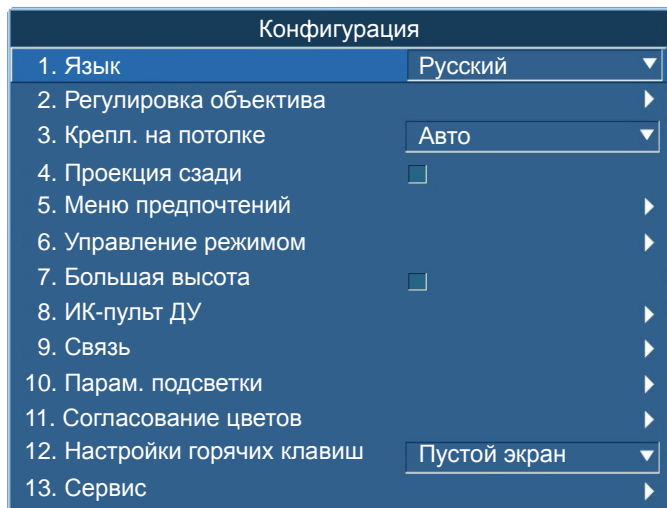 Конфигурация
1. Язык Русский
2. Регулировка объектива
3. Крепл. на потолке Авто
4. Проекция сзади
5. Меню предпочтений
6. Управление режимом
7. Большая высота
8. ИК-пульт ДУ
9. Связь
10. Парам. подсветки
11. Согласование цветов
12. Настройки горячих клавиш Пустой экран
13. Сервис